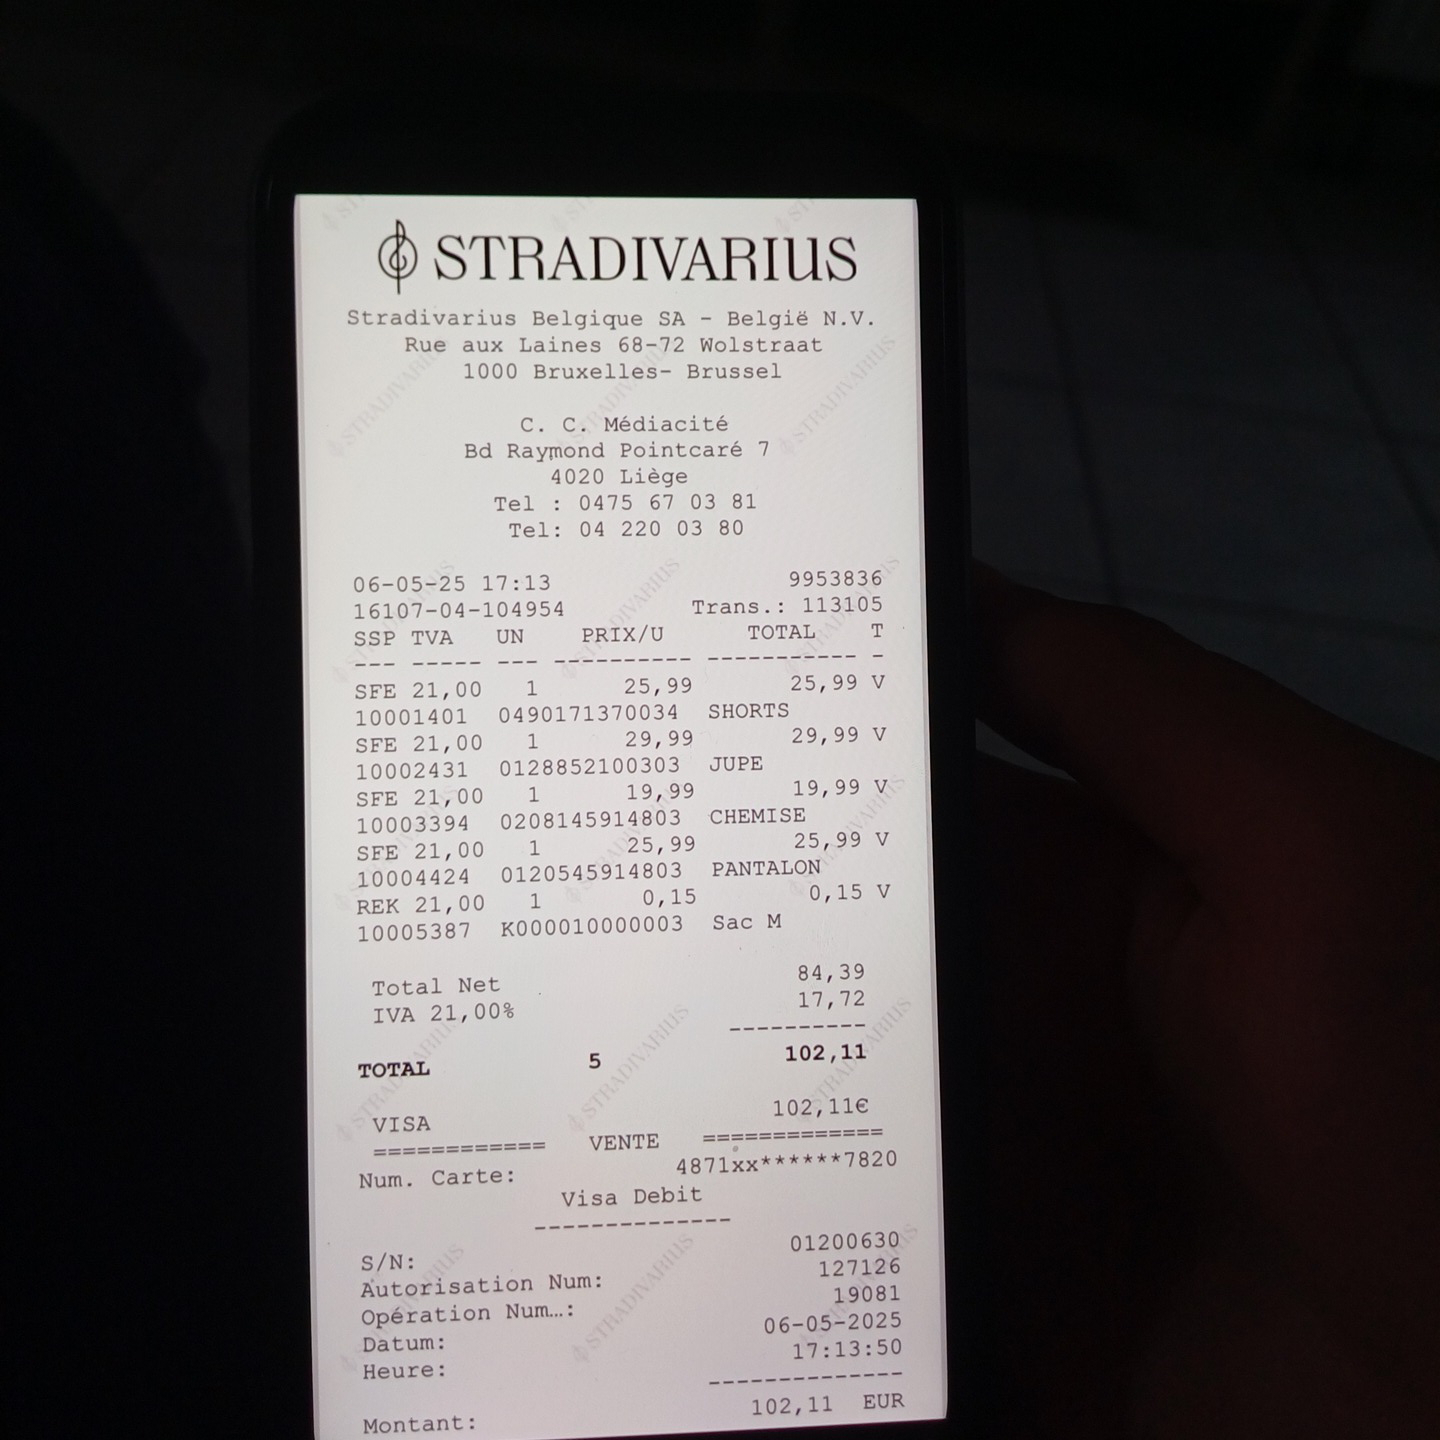 STRADIVARIUS
Stradivarius Belgique SA - België N.V.
Rue aux Laines 68-72 Wolstraat
1000 Bruxelles- Brussel
C. C. Médiacité
Bd Raymond Pointcaré 7
4020 Liège
Tel : 0475 67 03 81
Tel: 04 220 03 80
06-05-25 17:13 9953836
16107-04-104954 Trans.: 113105
SSP TVA UN PRIX/U TOTAL T
--- ----- --- ---------- ----------- -
SFE 21,00 1 25,99 25,99 V
10001401 0490171370034 SHORTS
SFE 21,00 1 29,99 29,99 V
10002431 0128852100303 JUPE
SFE 21,00 1 19,99 19,99 V
10003394 0208145914803 CHEMISE
SFE 21,00 1 25,99 25,99 V
10004424 0120545914803 PANTALON
REK 21,00 1 0,15 0,15 V
10005387 K000010000003 Sac M
Total Net 84,39
IVA 21,00% 17,72
----------
TOTAL 5 102,11
VISA 102,11€
============ VENTE =============
Num. Carte: 4871xx******7820
Visa Debit
--------------
S/N: 01200630
Autorisation Num: 127126
Opération Num…: 19081
Datum: 06-05-2025
Heure: 17:13:50
--------------
Montant: 102,11 EUR